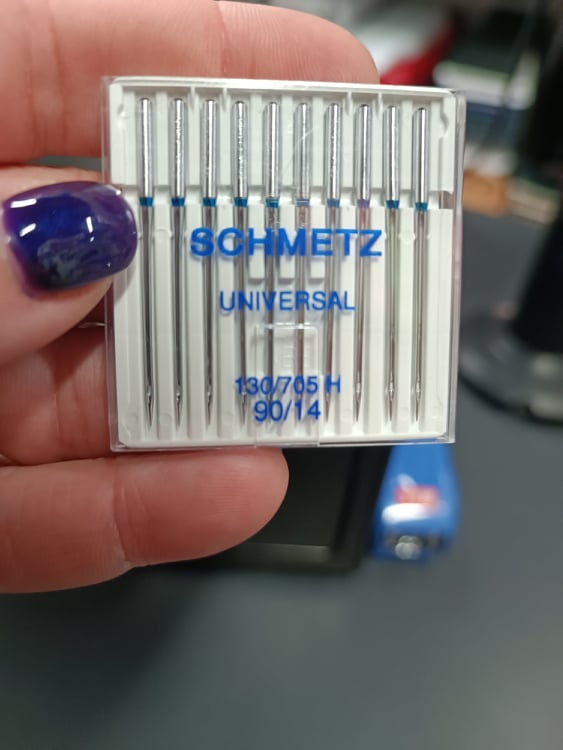 SCHMETZ
UNIVERSAL
130/705 H
90/14